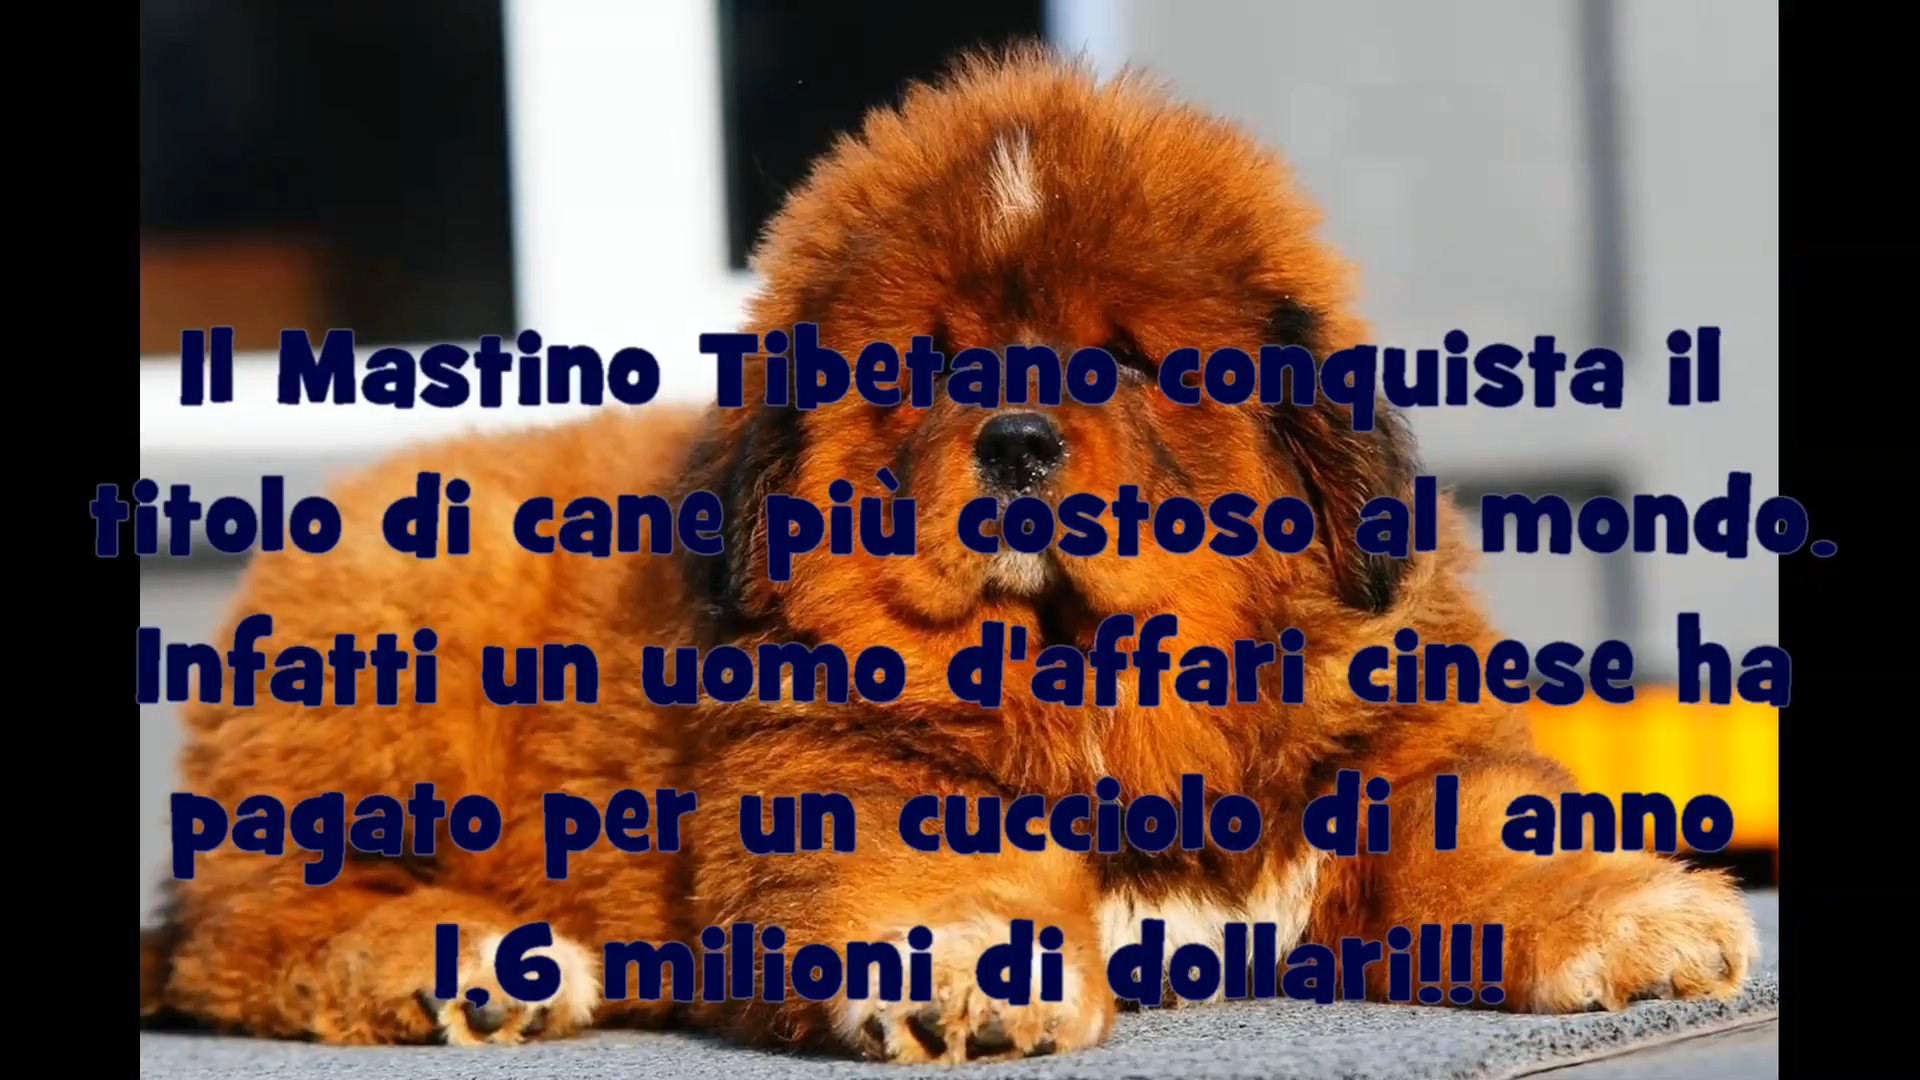 Il Mastino Tibetano conquista il
titolo di cane più costoso al mondo.
Infatti un uomo d'affari cinese ha
pagato per un cucciolo di 1 anno
1,6 milioni di dollari!!!